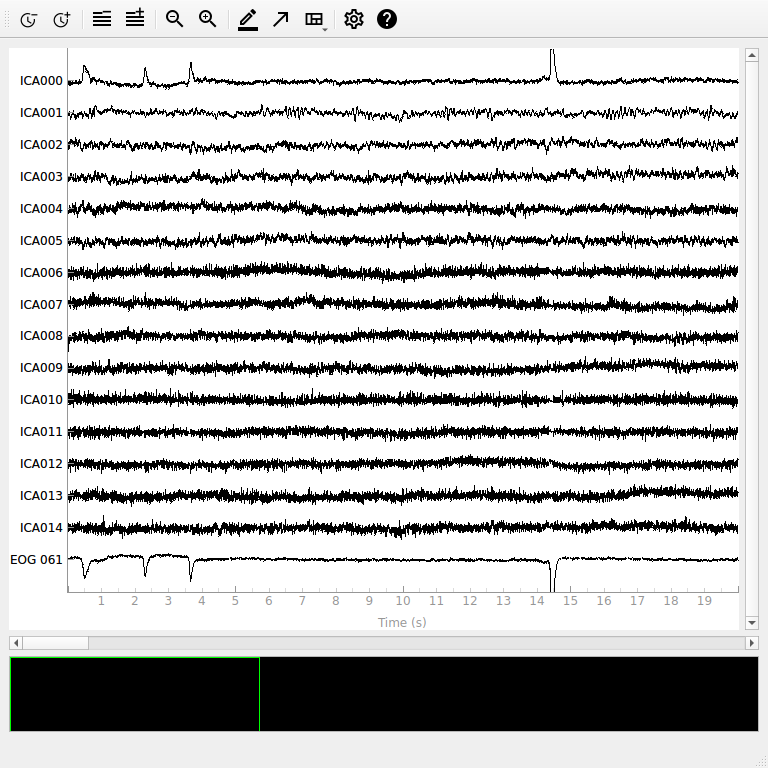 ICA000
ICA001
ICA002
ICA003
ICA004
ICA005
ICA006
ICA007
ICA008
ICA009
ICA010
ICA011
ICA012
ICA013
ICA014
EOG 061
1 2 3 4 5 6 7 8 9 10 11 12 13 14 15 16 17 18 19
Time (s)